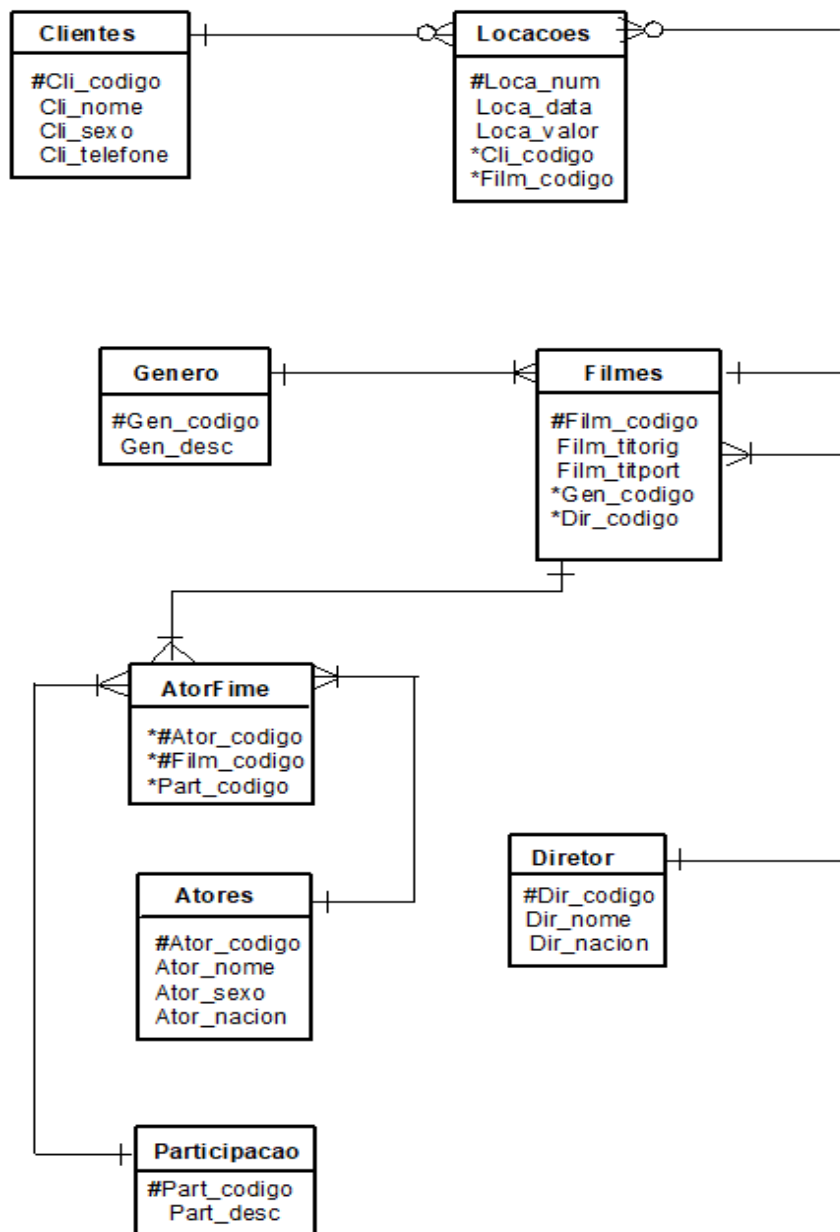 Clientes
#Cli_codigo
Cli_nome
Cli_sexo
Cli_telefone
Locacoes
#Loca_num
Loca_data
Loca_valor
*Cli_codigo
*Film_codigo
Genero
#Gen_codigo
Gen_desc
Filmes
#Film_codigo
Film_titorig
Film_titport
*Gen_codigo
*Dir_codigo
AtorFime
*#Ator_codigo
*#Film_codigo
*Part_codigo
Atores
#Ator_codigo
Ator_nome
Ator_sexo
Ator_nacion
Diretor
#Dir_codigo
Dir_nome
Dir_nacion
Participacao
#Part_codigo
Part_desc